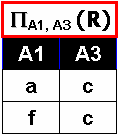 Π A1, A3 (R)
A1 A3
a c
f c